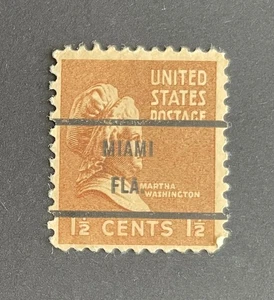 UNITED
STATES
POSTAGE
MIAMI
FLA
MARTHA
WASHINGTON
1½ CENTS 1½